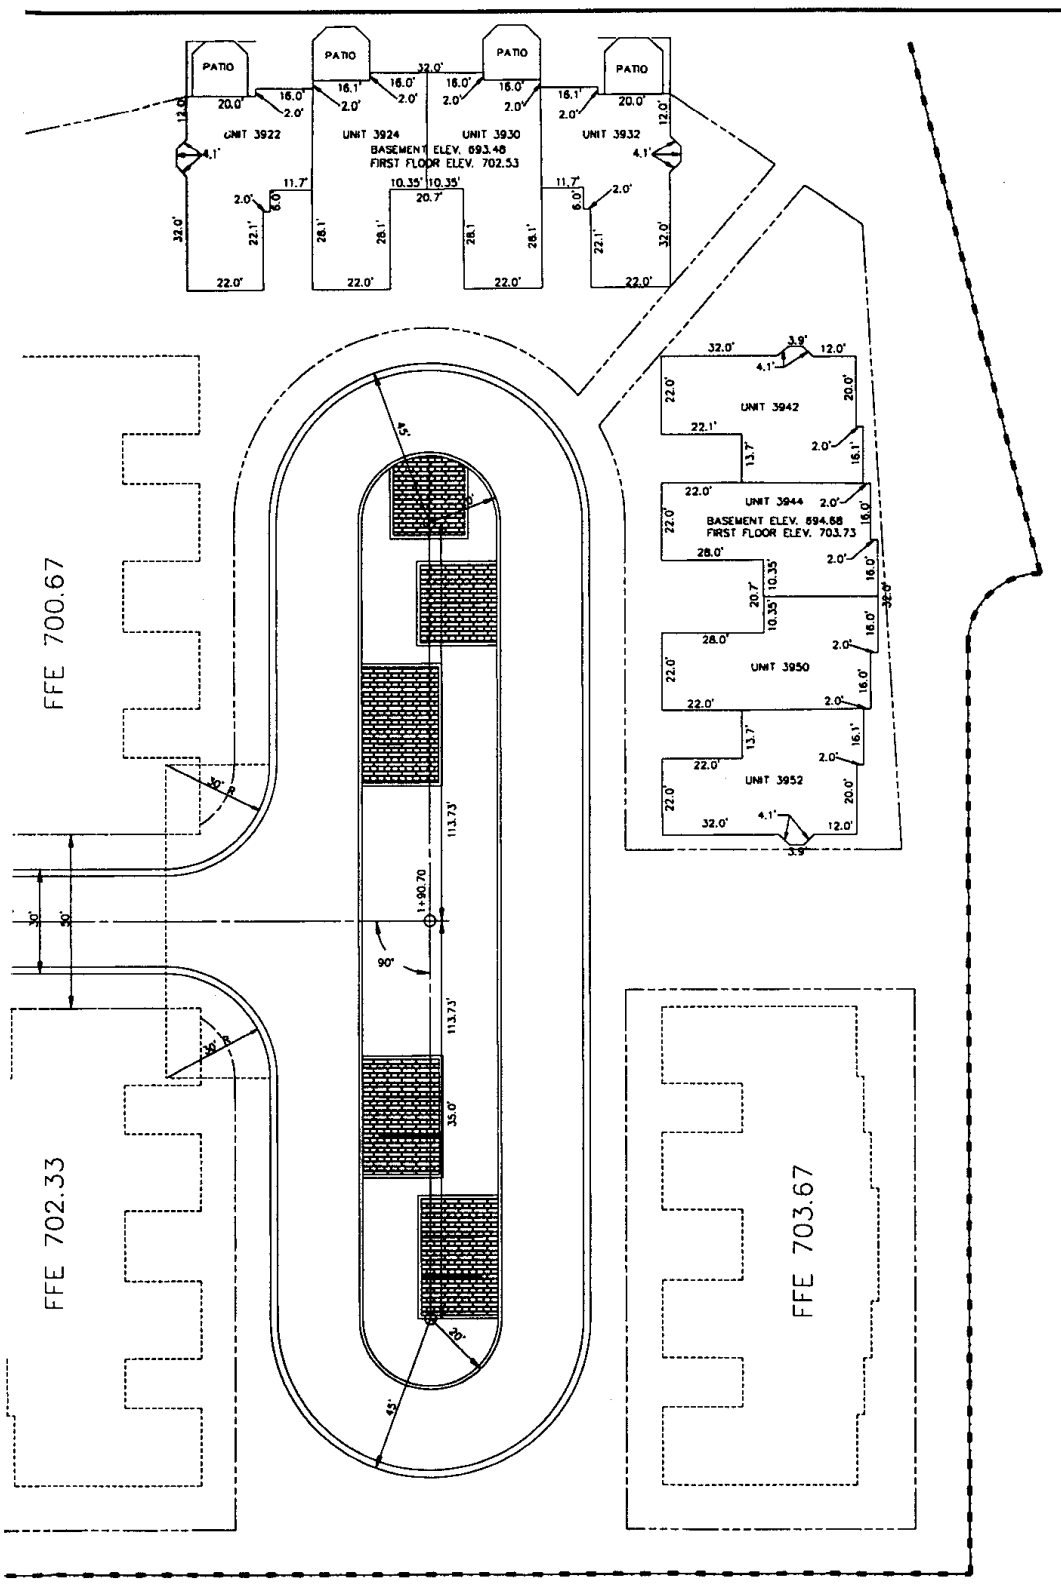 PATIO
PATIO
PATIO
PATIO
32.0'
16.0' 16.1' 16.0' 16.0' 16.0' 16.1'
20.0' 2.0' 2.0' 2.0' 2.0' 2.0' 2.0' 20.0'
12.0' 12.0'
UNIT 3922 UNIT 3924 UNIT 3930 UNIT 3932
BASEMENT ELEV. 693.48
FIRST FLOOR ELEV. 702.53
4.1' 4.1'
11.7' 10.35' 10.35' 11.7'
20.7'
2.0' 6.0' 6.0' 2.0'
32.0' 22.1' 28.1' 28.1' 28.1 28.1' 22.1' 32.0'
22.0' 22.0' 22.0' 22.0'
32.0' 3.9' 12.0'
4.1'
22.0' 20.0'
UNIT 3942
22.1' 2.0'
13.7' 16.1'
22.0' UNIT 3944 2.0'
22.0' 16.0'
BASEMENT ELEV. 694.68
FIRST FLOOR ELEV. 703.73
28.0' 2.0'
10.35' 16.0'
20.7' 32.0'
10.35' 16.0'
28.0' 2.0'
22.0' UNIT 3950 16.0'
22.0' 2.0'
13.7' 16.1'
22.0' 2.0'
UNIT 3952
22.0' 20.0'
4.1'
32.0' 12.0'
3.9'
45'
FFE 700.67
30' R
113.73'
1+90.70
30' 50'
90°
113.73'
30' R
35.0'
FFE 702.33
FFE 703.67
20'
45'